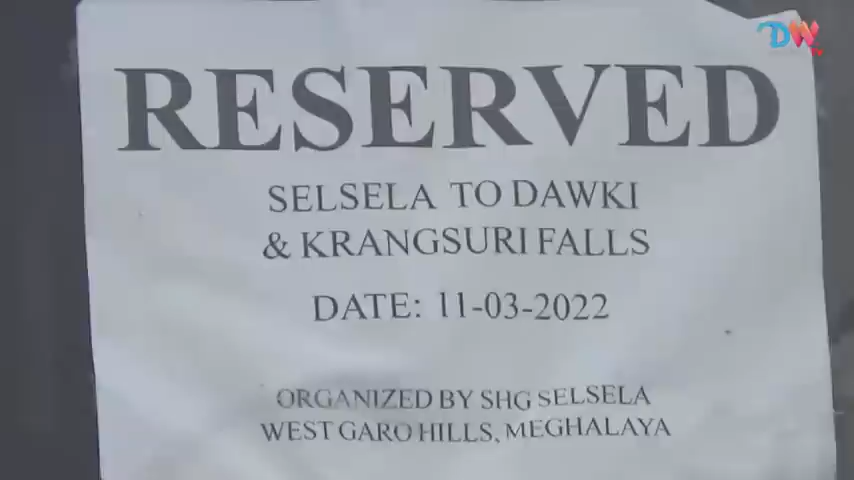 DW TV
RESERVED
SELSELA TO DAWKI
& KRANGSURI FALLS
DATE: 11-03-2022
ORGANIZED BY SHG SELSELA
WEST GARO HILLS, MEGHALAYA